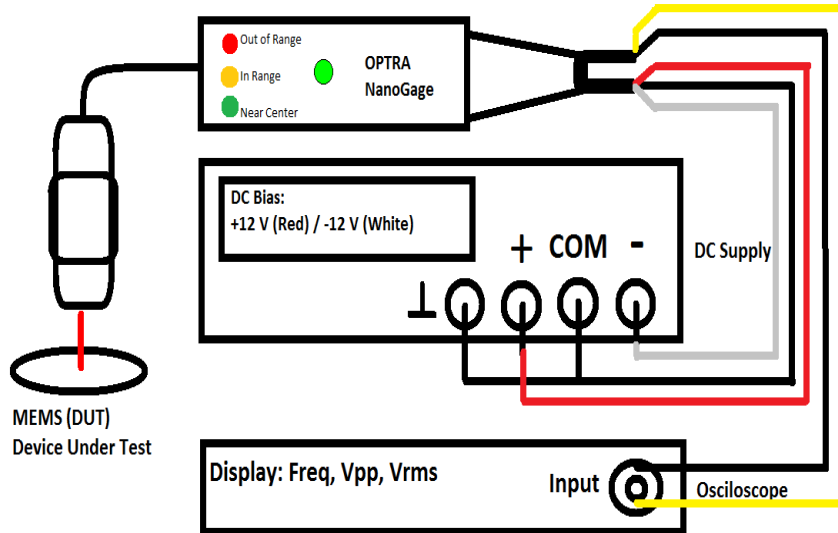 Out of Range
In Range
Near Center
OPTRA
NanoGage
DC Bias:
+12 V (Red) / -12 V (White)
+ COM -
⊥
DC Supply
MEMS (DUT)
Device Under Test
Display: Freq, Vpp, Vrms
Input
Osciloscope